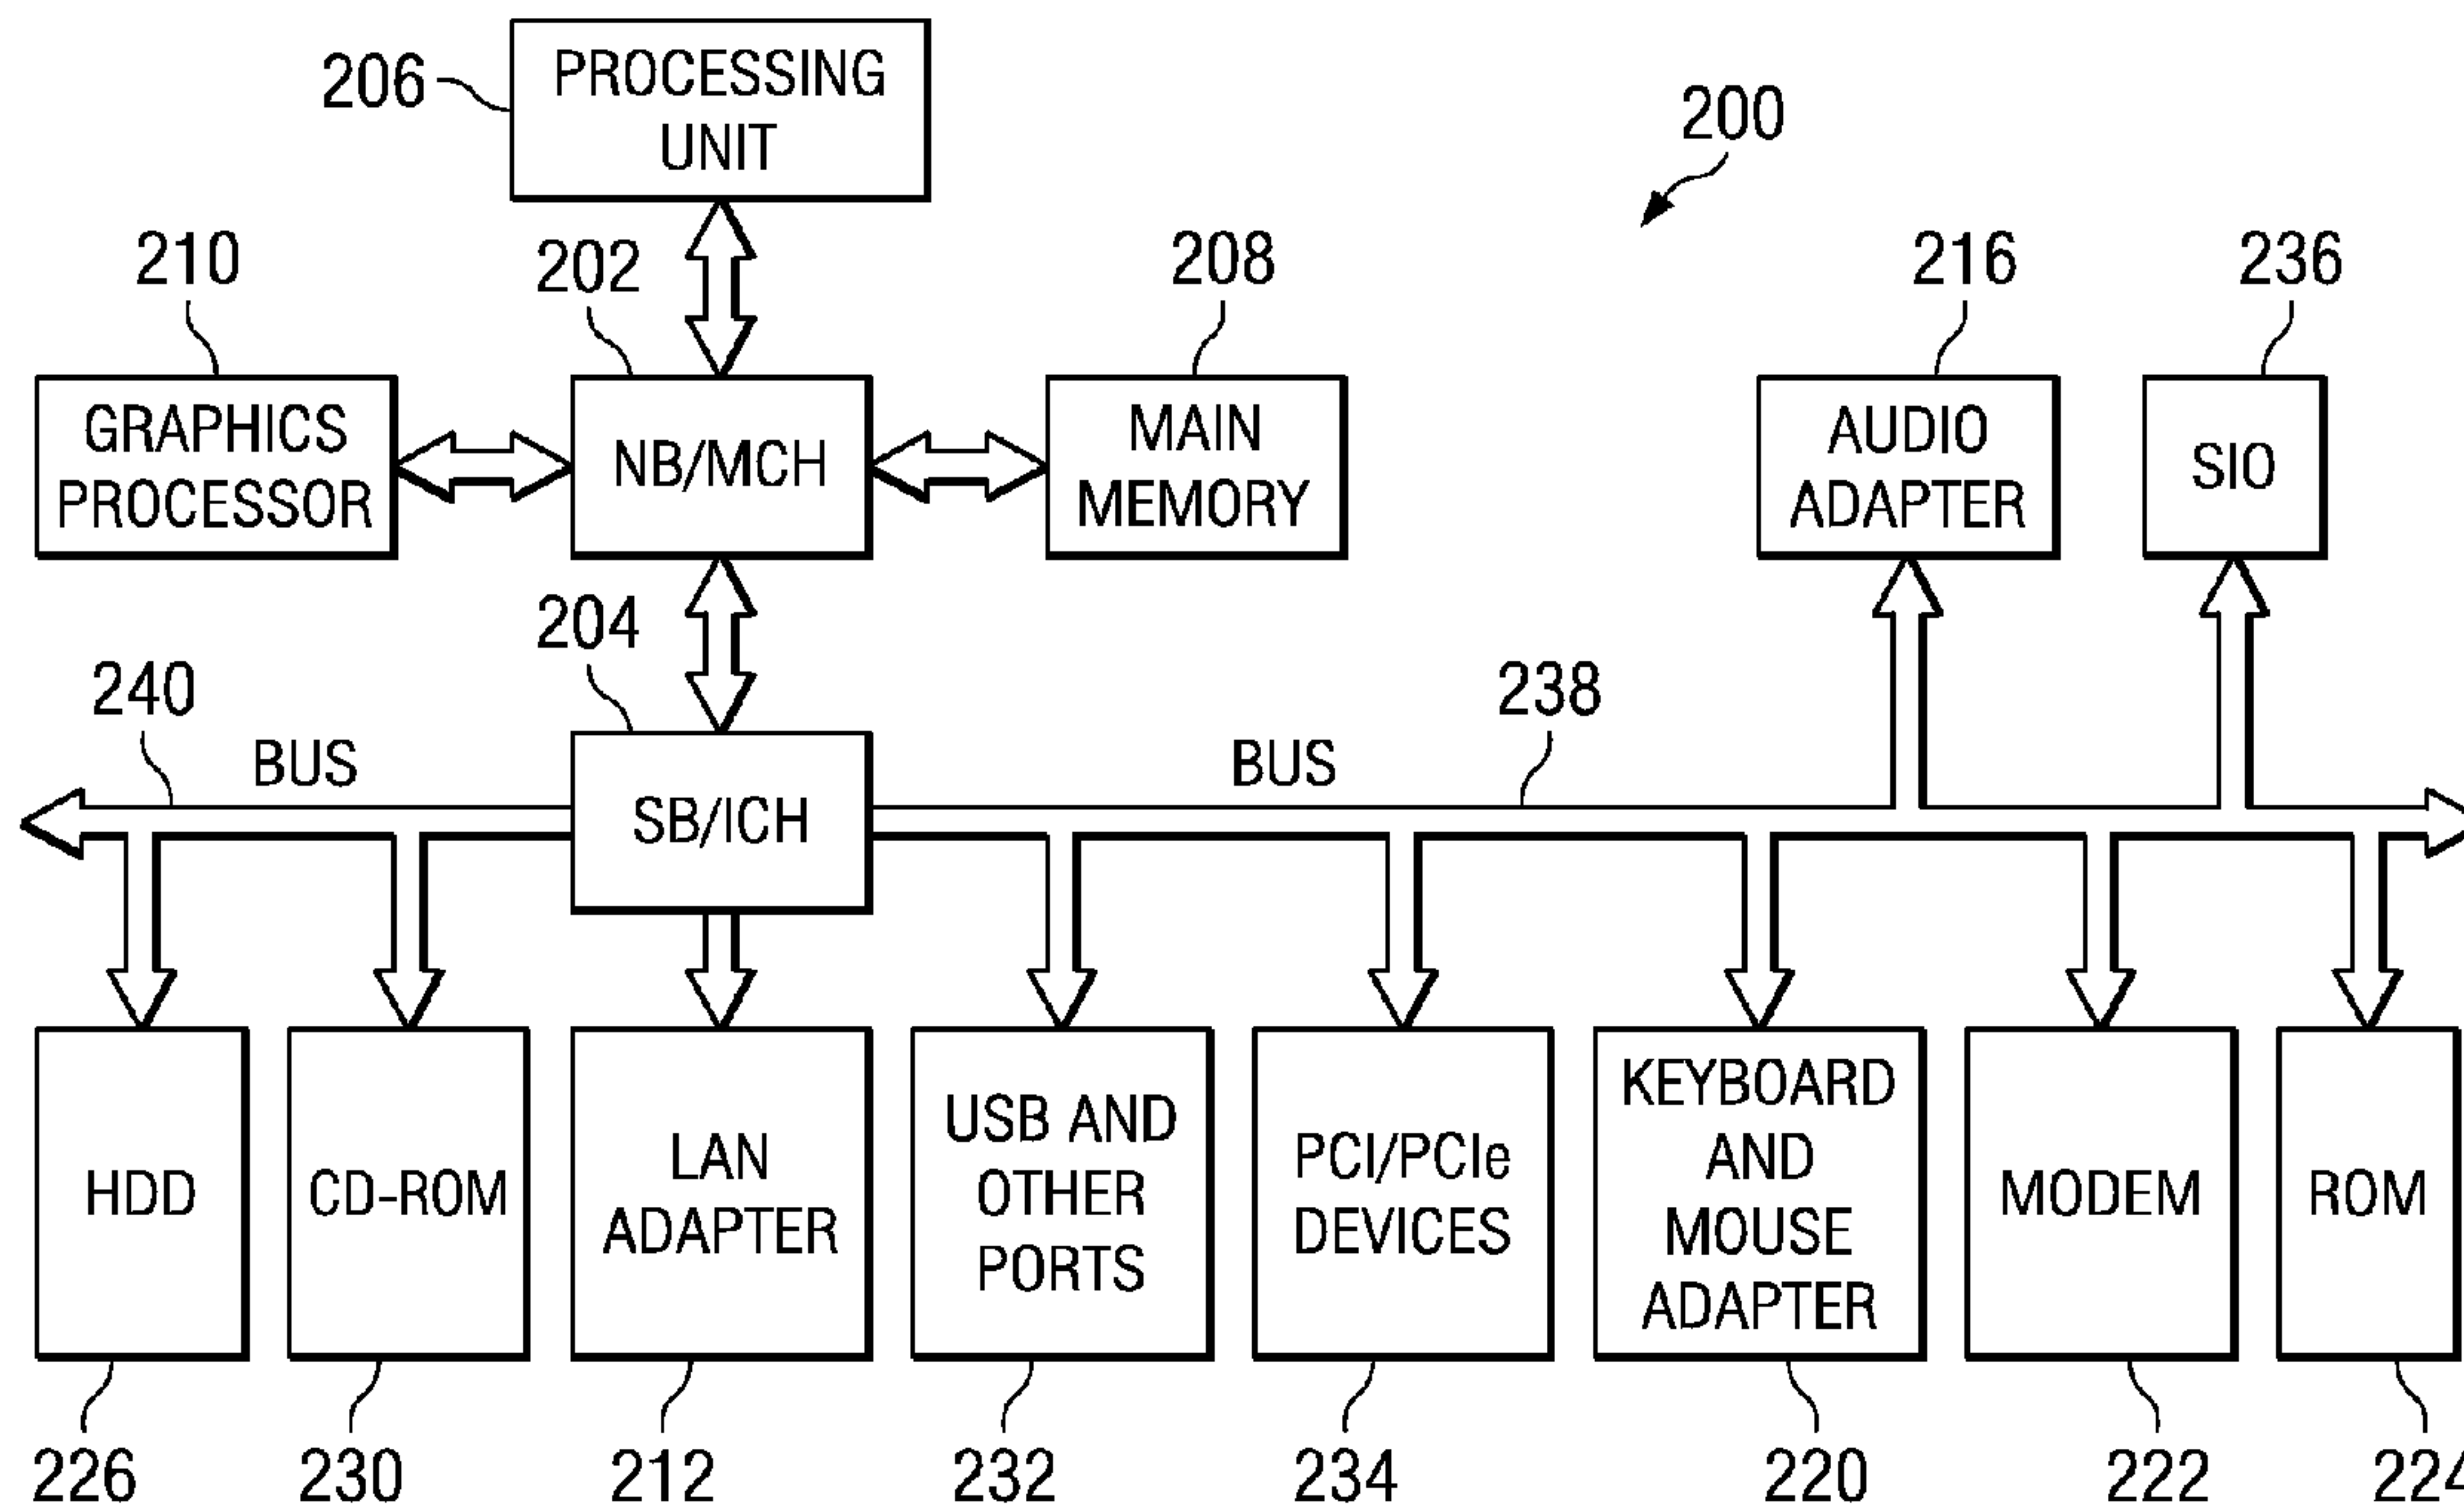 206
PROCESSING
UNIT
200
210
202
208
216
236
GRAPHICS
PROCESSOR
NB/MCH
MAIN
MEMORY
AUDIO
ADAPTER
SIO
204
240
BUS
238
BUS
SB/ICH
HDD
CD-ROM
LAN
ADAPTER
USB AND
OTHER
PORTS
PCI/PCIe
DEVICES
KEYBOARD
AND
MOUSE
ADAPTER
MODEM
ROM
226
230
212
232
234
220
222
224